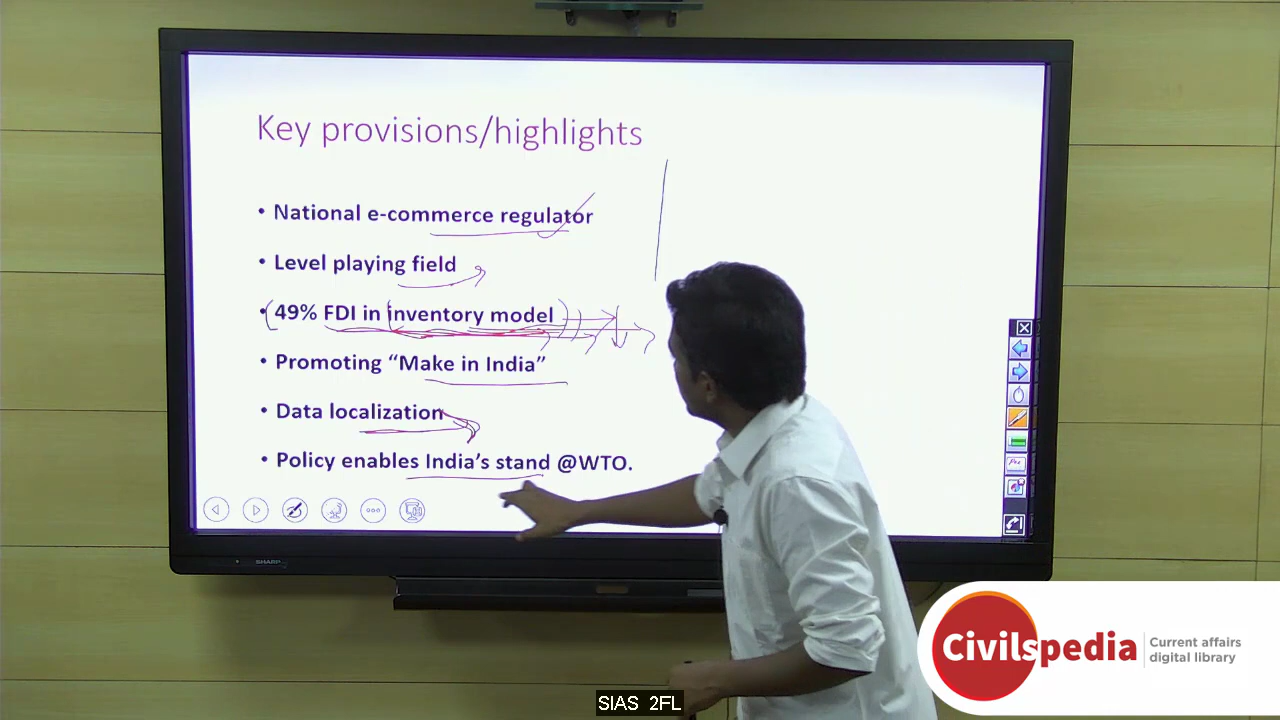 Key provisions/highlights
• National e-commerce regulator
• Level playing field
• 49% FDI in inventory model
• Promoting “Make in India”
• Data localization
• Policy enables India’s stand @WTO.
SHARP
Civilspedia
Current affairs
digital library
SIAS 2FL